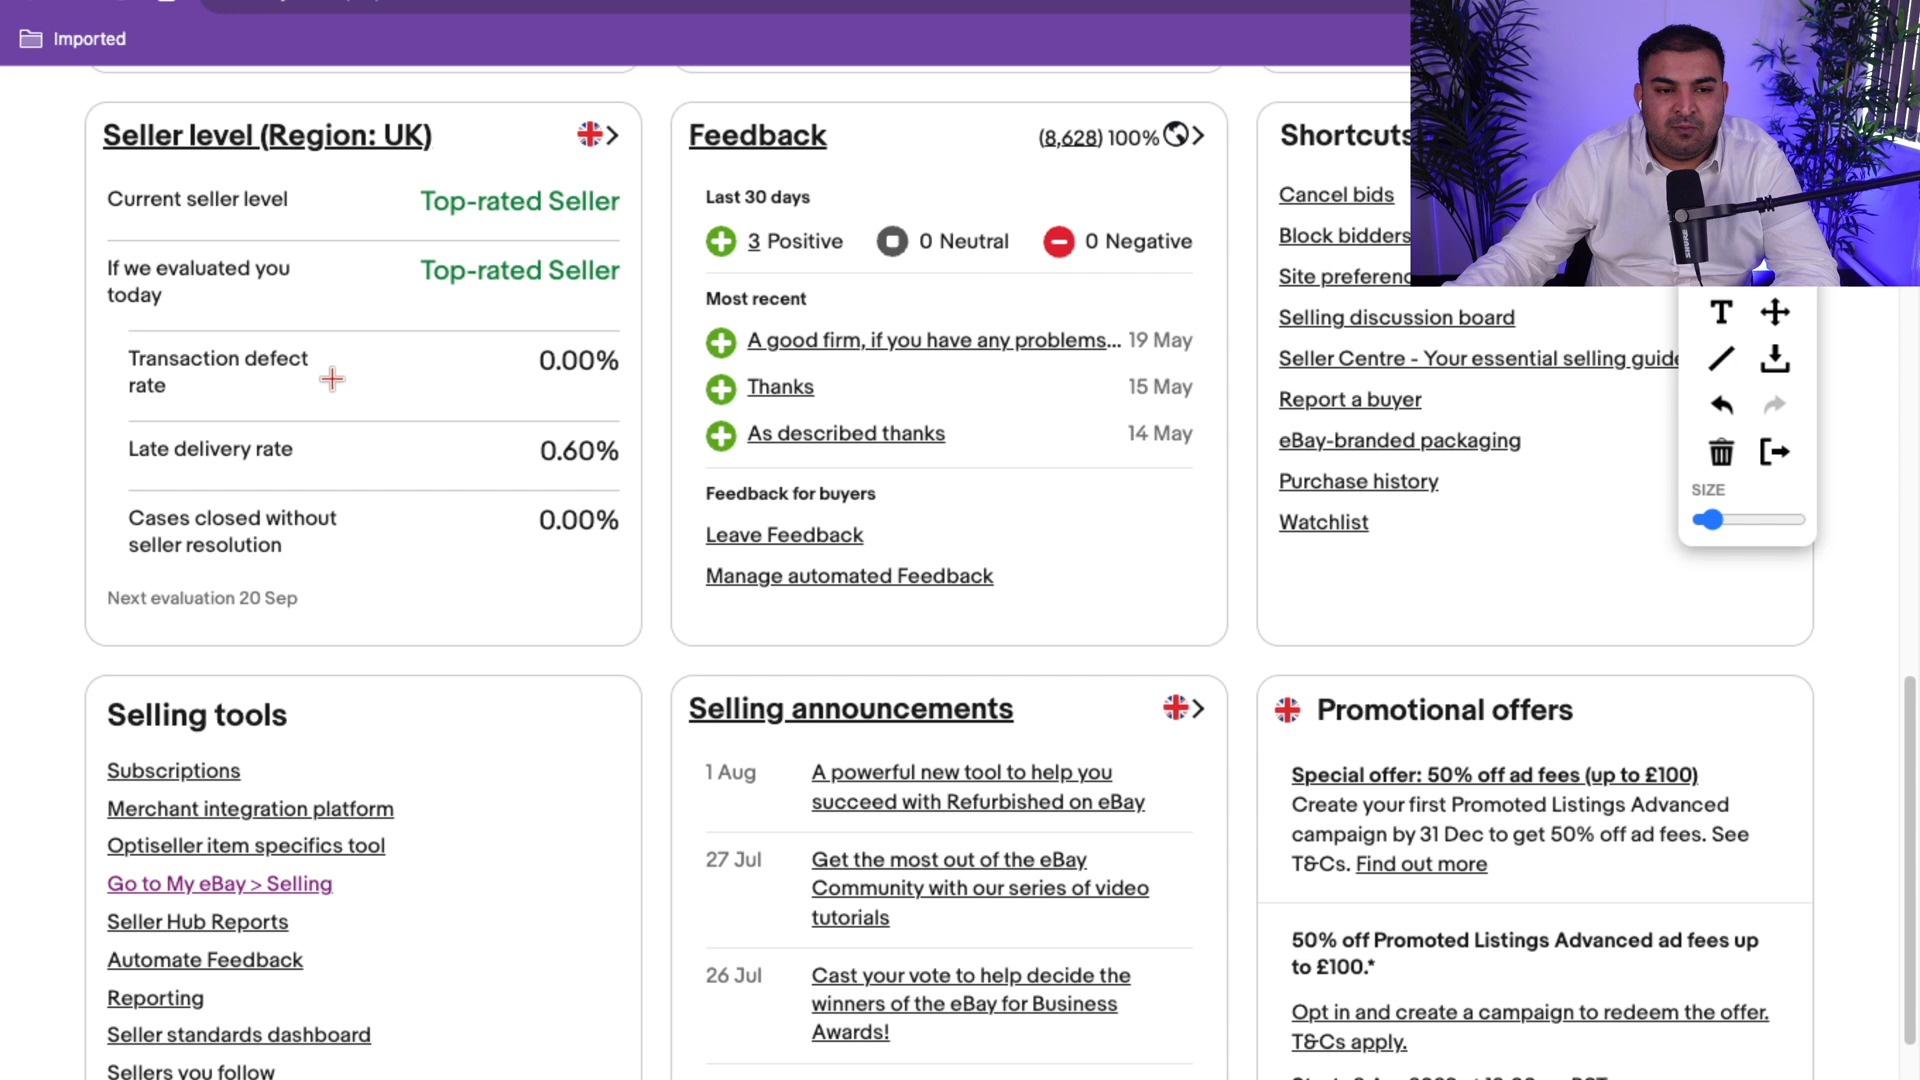 Imported
Seller level (Region: UK)
Current seller level
Top-rated Seller
If we evaluated you
today
Top-rated Seller
Transaction defect
rate
0.00%
Late delivery rate
0.60%
Cases closed without
seller resolution
0.00%
Next evaluation 20 Sep
Feedback
(8,628) 100%
Last 30 days
3 Positive
0 Neutral
0 Negative
Most recent
A good firm, if you have any problems... 19 May
Thanks 15 May
As described thanks 14 May
Feedback for buyers
Leave Feedback
Manage automated Feedback
Shortcuts
Cancel bids
Block bidders
Site preferenc
Selling discussion board
Seller Centre - Your essential selling guide
Report a buyer
eBay-branded packaging
Purchase history
Watchlist
T
SIZE
Selling tools
Subscriptions
Merchant integration platform
Optiseller item specifics tool
Go to My eBay > Selling
Seller Hub Reports
Automate Feedback
Reporting
Seller standards dashboard
Sellers you follow
Selling announcements
1 Aug
A powerful new tool to help you
succeed with Refurbished on eBay
27 Jul
Get the most out of the eBay
Community with our series of video
tutorials
26 Jul
Cast your vote to help decide the
winners of the eBay for Business
Awards!
Promotional offers
Special offer: 50% off ad fees (up to £100)
Create your first Promoted Listings Advanced
campaign by 31 Dec to get 50% off ad fees. See
T&Cs. Find out more
50% off Promoted Listings Advanced ad fees up
to £100.*
Opt in and create a campaign to redeem the offer.
T&Cs apply.